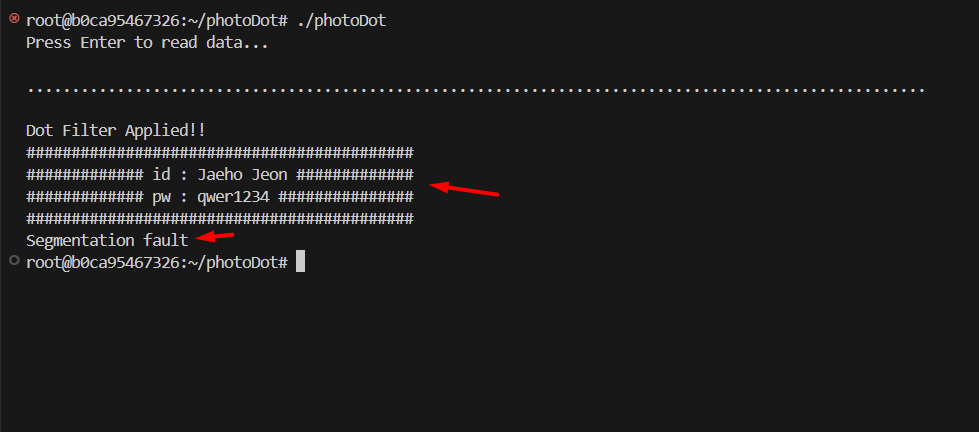 root@b0ca95467326:~/photoDot# ./photoDot
Press Enter to read data...
....................................................................................................
Dot Filter Applied!!
###########################################
############# id : Jaeho Jeon #############
############# pw : qwer1234 ###############
###########################################
Segmentation fault
root@b0ca95467326:~/photoDot#